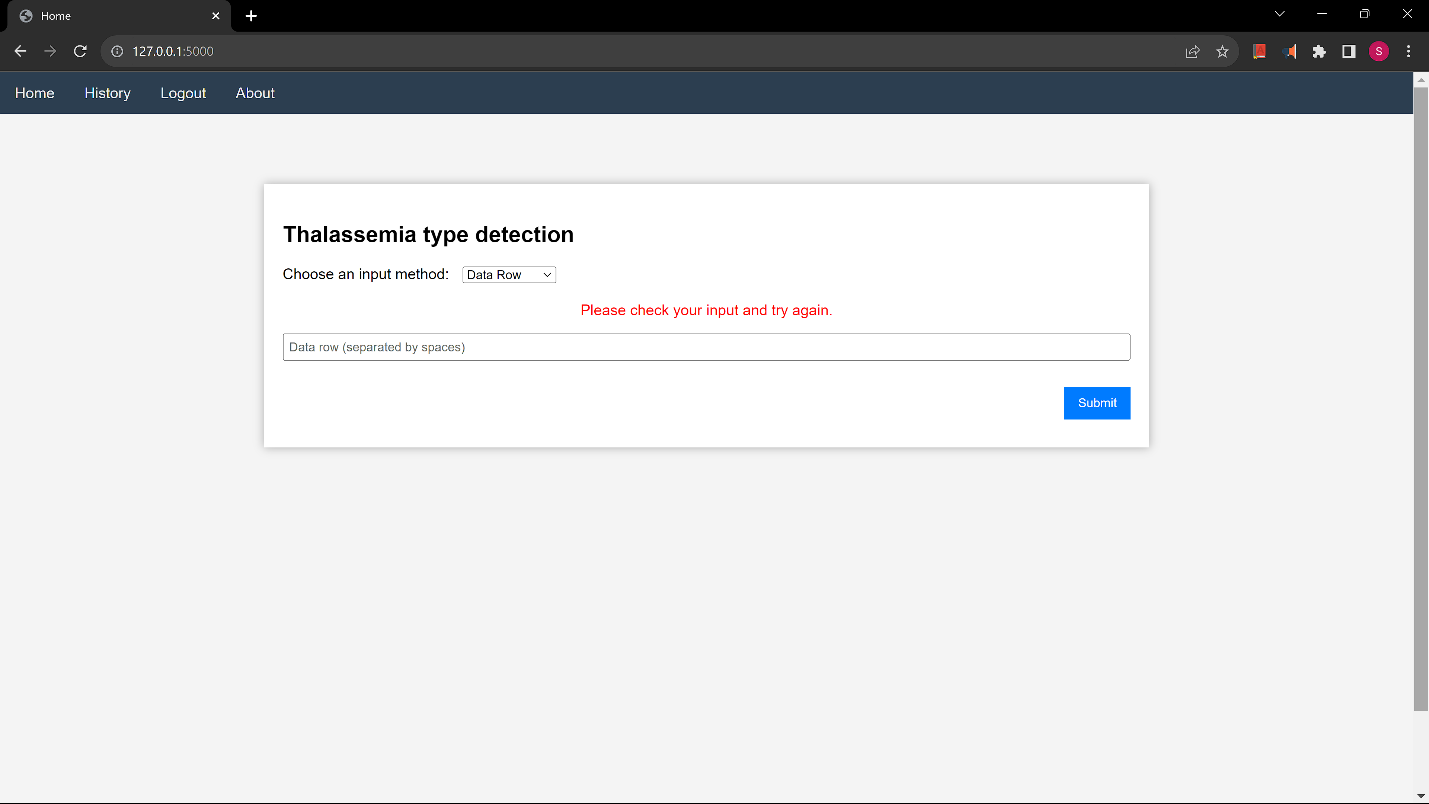 Home
127.0.0.1:5000
S
Home History Logout About
Thalassemia type detection
Choose an input method: Data Row
Please check your input and try again.
Data row (separated by spaces)
Submit